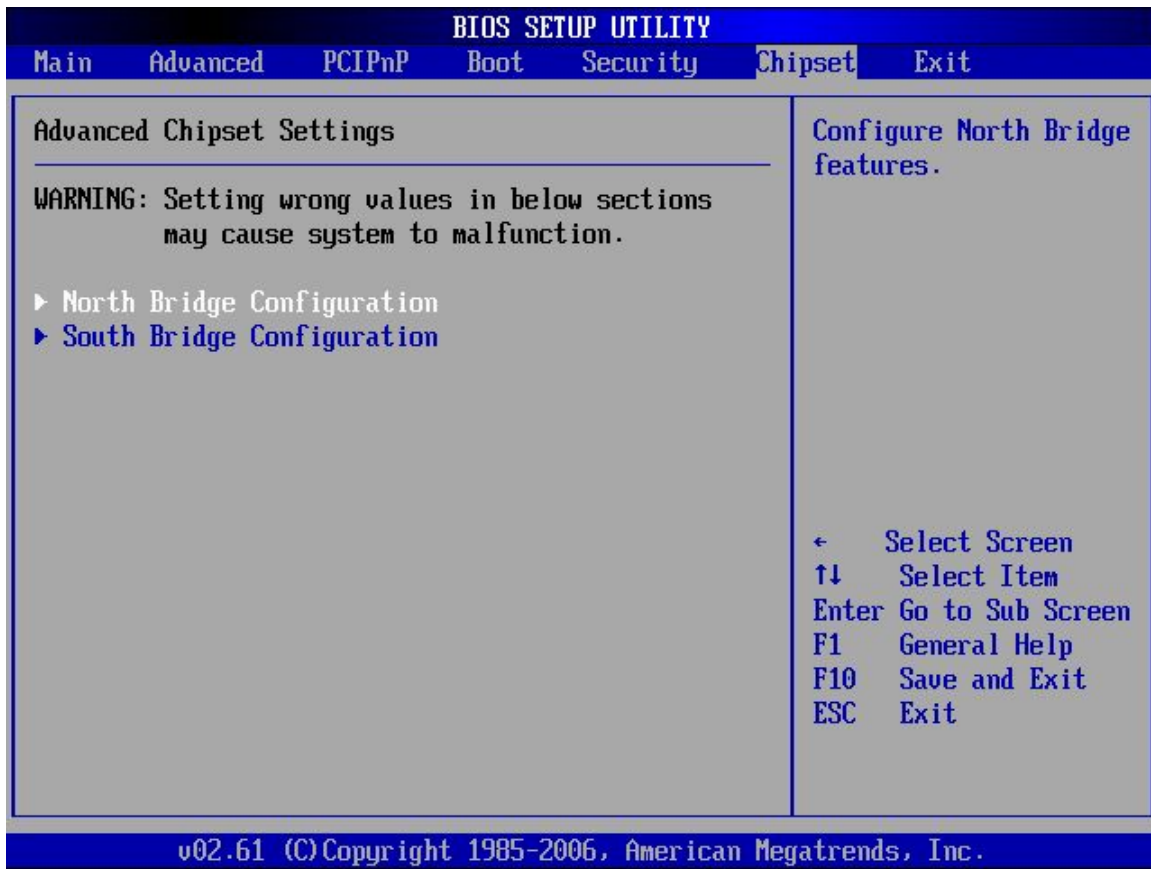 BIOS SETUP UTILITY
Main Advanced PCIPnP Boot Security Chipset Exit
Advanced Chipset Settings
WARNING: Setting wrong values in below sections
may cause system to malfunction.
▶ North Bridge Configuration
▶ South Bridge Configuration
Configure North Bridge
features.
← Select Screen
↑↓ Select Item
Enter Go to Sub Screen
F1 General Help
F10 Save and Exit
ESC Exit
v02.61 (C)Copyright 1985-2006, American Megatrends, Inc.